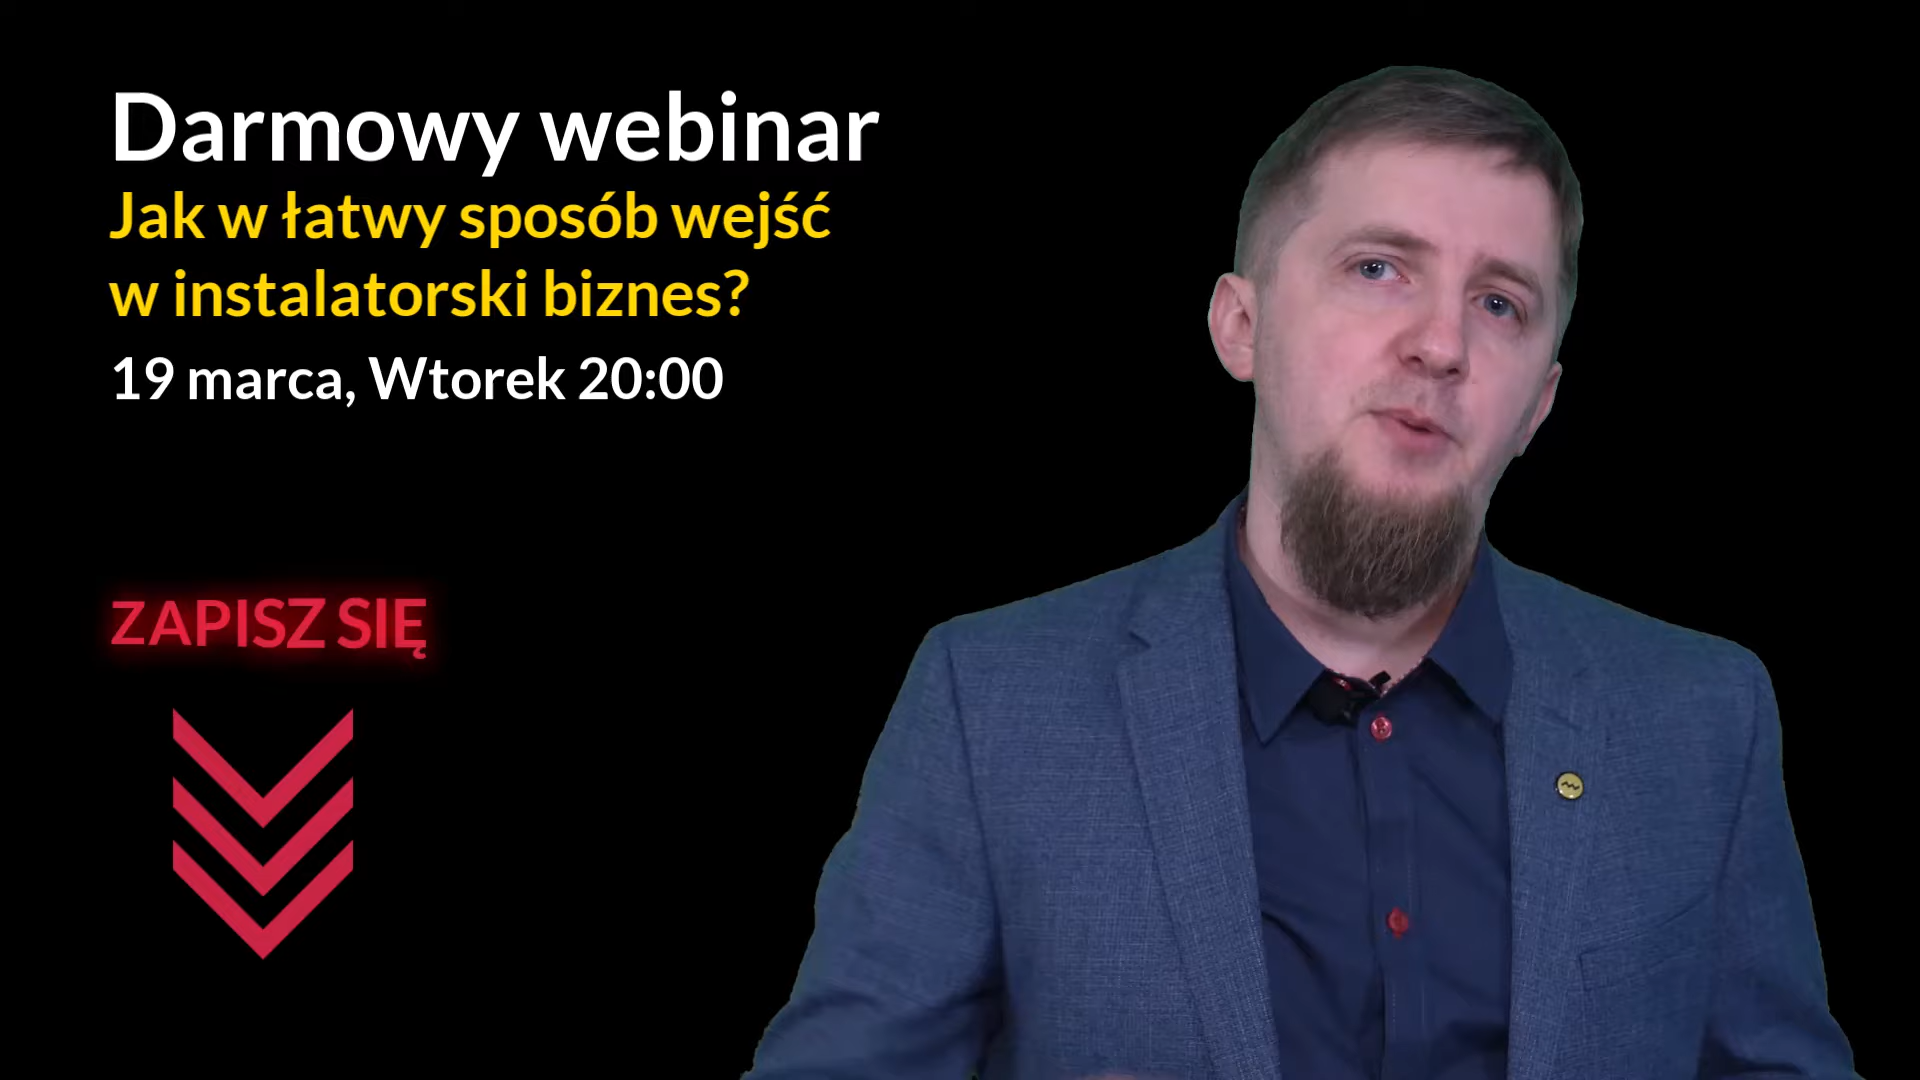 Darmowy webinar
Jak w łatwy sposób wejść
w instalatorski biznes?
19 marca, Wtorek 20:00
ZAPISZ SIĘ